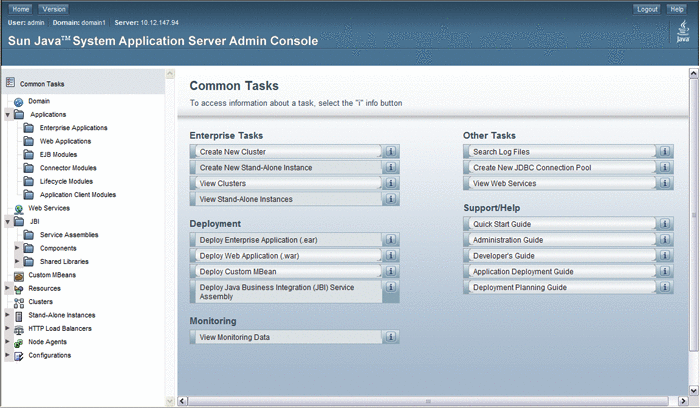 Home Version Logout Help
User: admin Domain: domain1 Server: 10.12.147.94
Sun Java™ System Application Server Admin Console
Java
Common Tasks
Domain
Applications
Enterprise Applications
Web Applications
EJB Modules
Connector Modules
Lifecycle Modules
Application Client Modules
Web Services
JBI
Service Assemblies
Components
Shared Libraries
Custom MBeans
Resources
Clusters
Stand-Alone Instances
HTTP Load Balancers
Node Agents
Configurations
Common Tasks
To access information about a task, select the "i" info button
Enterprise Tasks
Create New Cluster
Create New Stand-Alone Instance
View Clusters
View Stand-Alone Instances
Deployment
Deploy Enterprise Application (.ear)
Deploy Web Application (.war)
Deploy Custom MBean
Deploy Java Business Integration (JBI) Service
Assembly
Monitoring
View Monitoring Data
Other Tasks
Search Log Files
Create New JDBC Connection Pool
View Web Services
Support/Help
Quick Start Guide
Administration Guide
Developer's Guide
Application Deployment Guide
Deployment Planning Guide